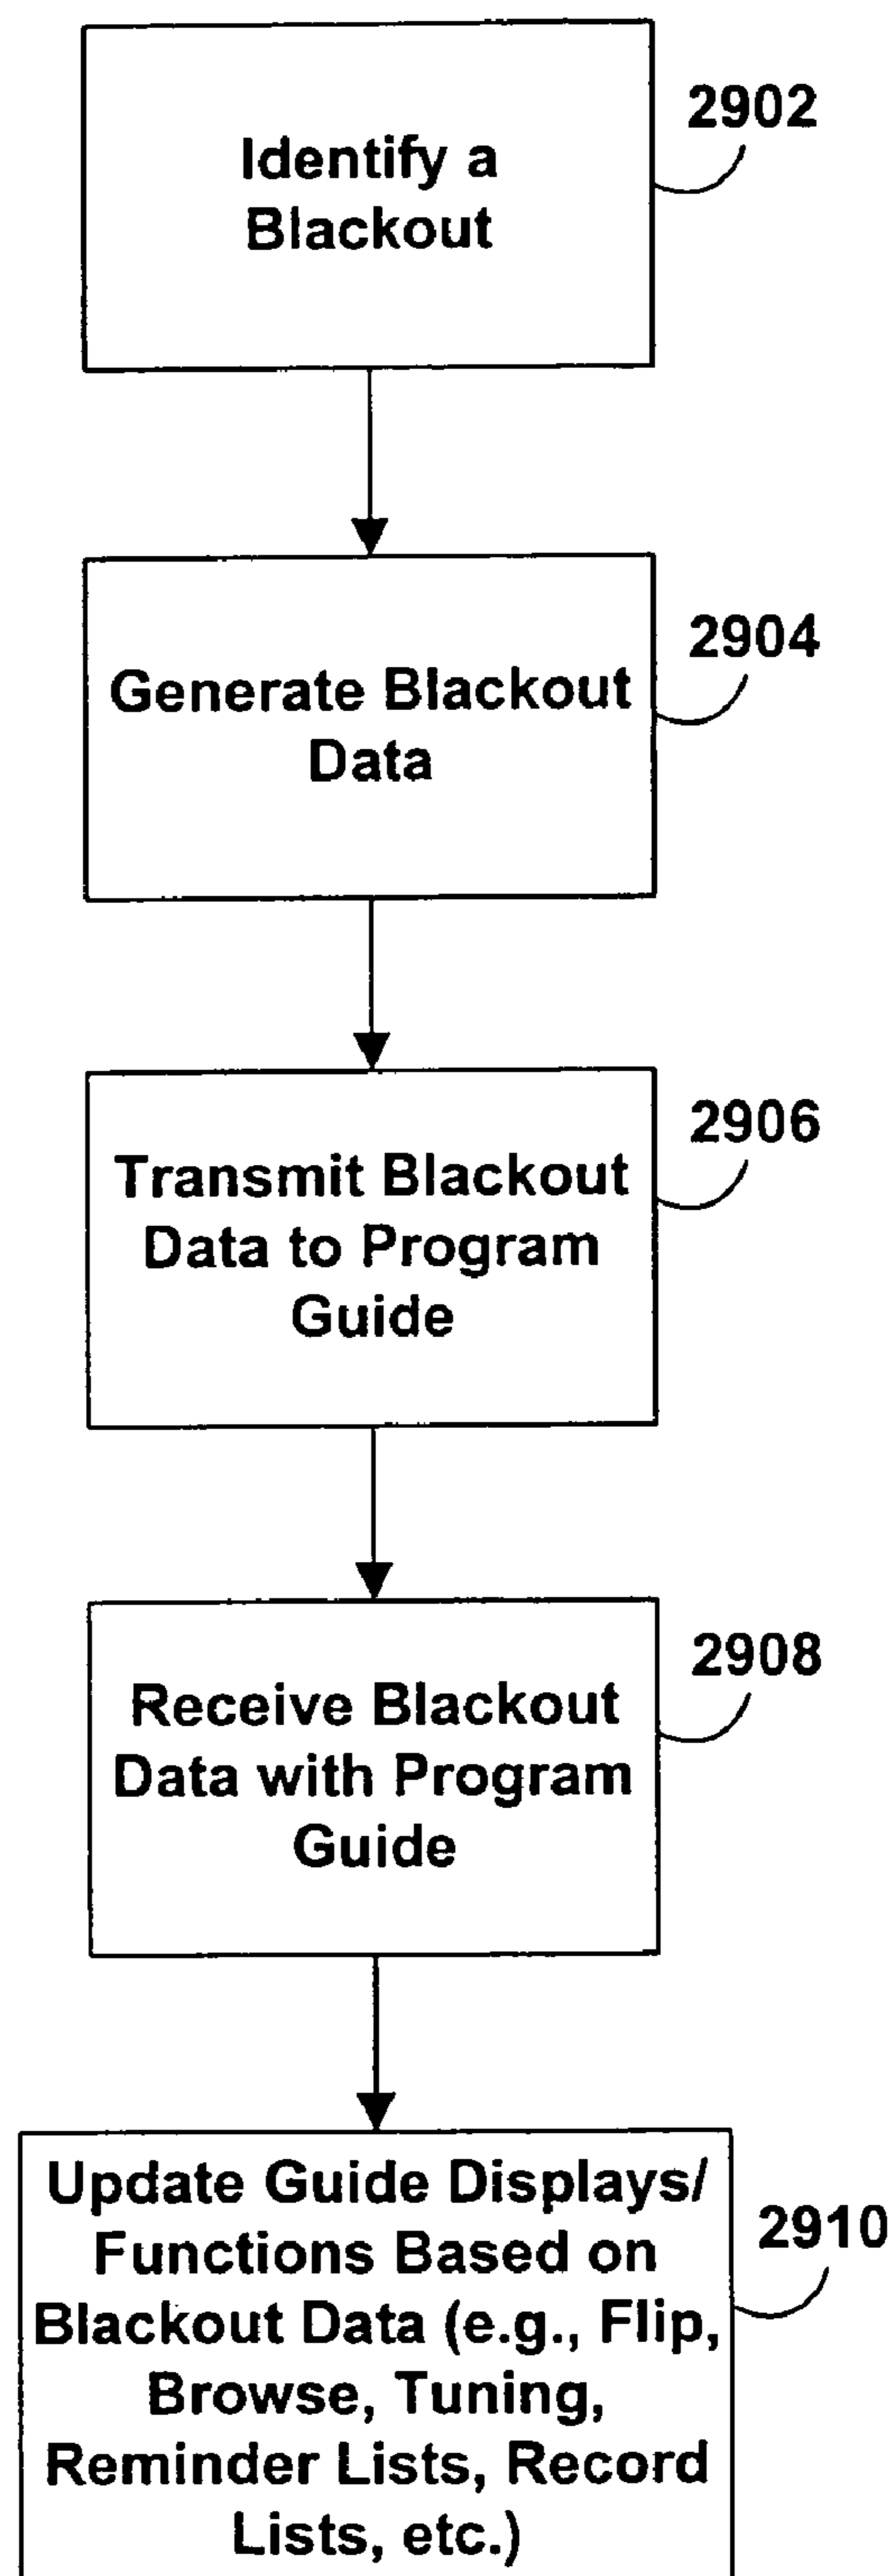 2902
Identify a
Blackout
2904
Generate Blackout
Data
2906
Transmit Blackout
Data to Program
Guide
2908
Receive Blackout
Data with Program
Guide
2910
Update Guide Displays/
Functions Based on
Blackout Data (e.g., Flip,
Browse, Tuning,
Reminder Lists, Record
Lists, etc.)